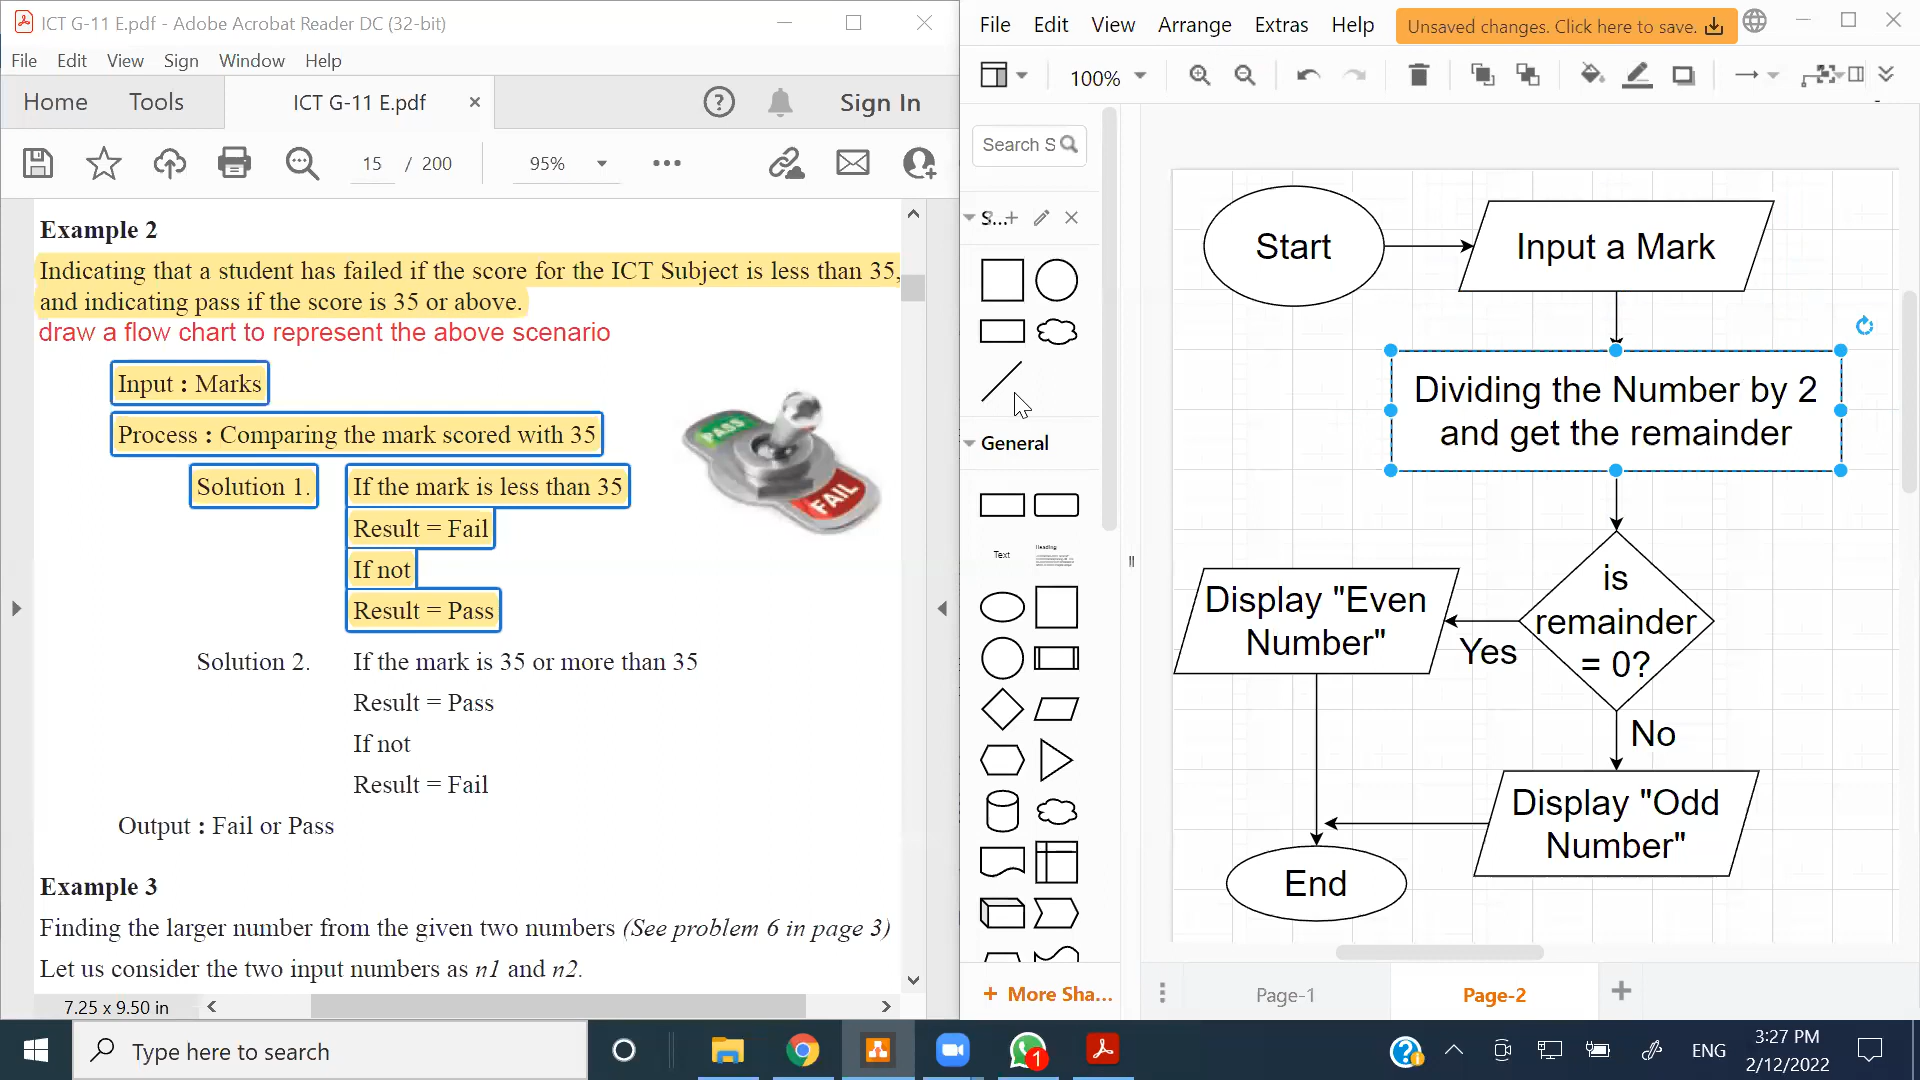 ICT G-11 E.pdf - Adobe Acrobat Reader DC (32-bit)
File Edit View Sign Window Help
Home Tools ICT G-11 E.pdf × Sign In
15 / 200 95%
Example 2
Indicating that a student has failed if the score for the ICT Subject is less than 35,
and indicating pass if the score is 35 or above.
draw a flow chart to represent the above scenario
Input : Marks
Process : Comparing the mark scored with 35
Solution 1. If the mark is less than 35
Result = Fail
If not
Result = Pass
PASS
FAIL
Solution 2. If the mark is 35 or more than 35
Result = Pass
If not
Result = Fail
Output : Fail or Pass
Example 3
Finding the larger number from the given two numbers (See problem 6 in page 3)
Let us consider the two input numbers as n1 and n2.
7.25 x 9.50 in
File Edit View Arrange Extras Help Unsaved changes. Click here to save.
100%
Search S
S...
General
Text
Heading
+ More Sha...
Start
Input a Mark
Dividing the Number by 2
and get the remainder
is
remainder
= 0?
Yes
Display "Even
Number"
No
Display "Odd
Number"
End
Page-1 Page-2
Type here to search
1
ENG
3:27 PM
2/12/2022